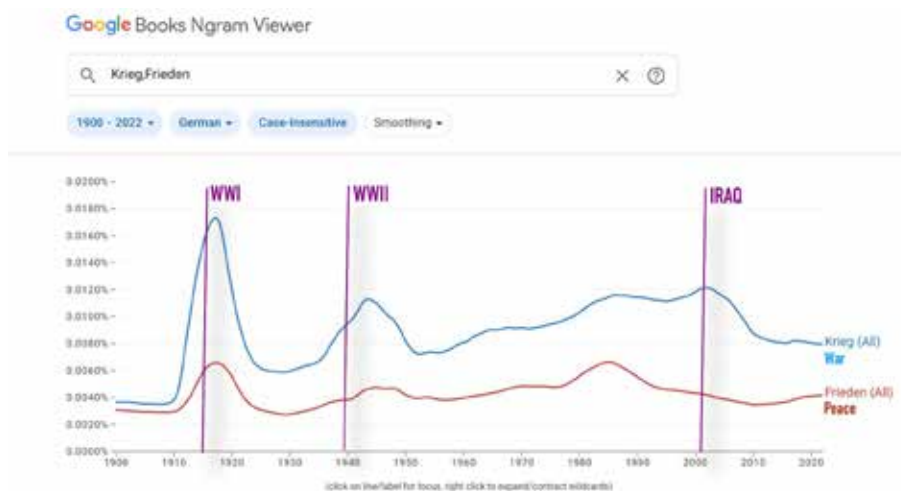 Google Books Ngram Viewer
Krieg,Frieden
1900 - 2022 German Case-Insensitive Smoothing
WWI WWII IRAQ
0.0200%
0.0180%
0.0160%
0.0140%
0.0120%
0.0100%
0.0080%
0.0060%
0.0040%
0.0020%
0.0000%
Krieg (All)
War
Frieden (All)
Peace
1900 1910 1920 1930 1940 1950 1960 1970 1980 1990 2000 2010 2020
(click on line/label for focus, right click to expand/contract wildcards)